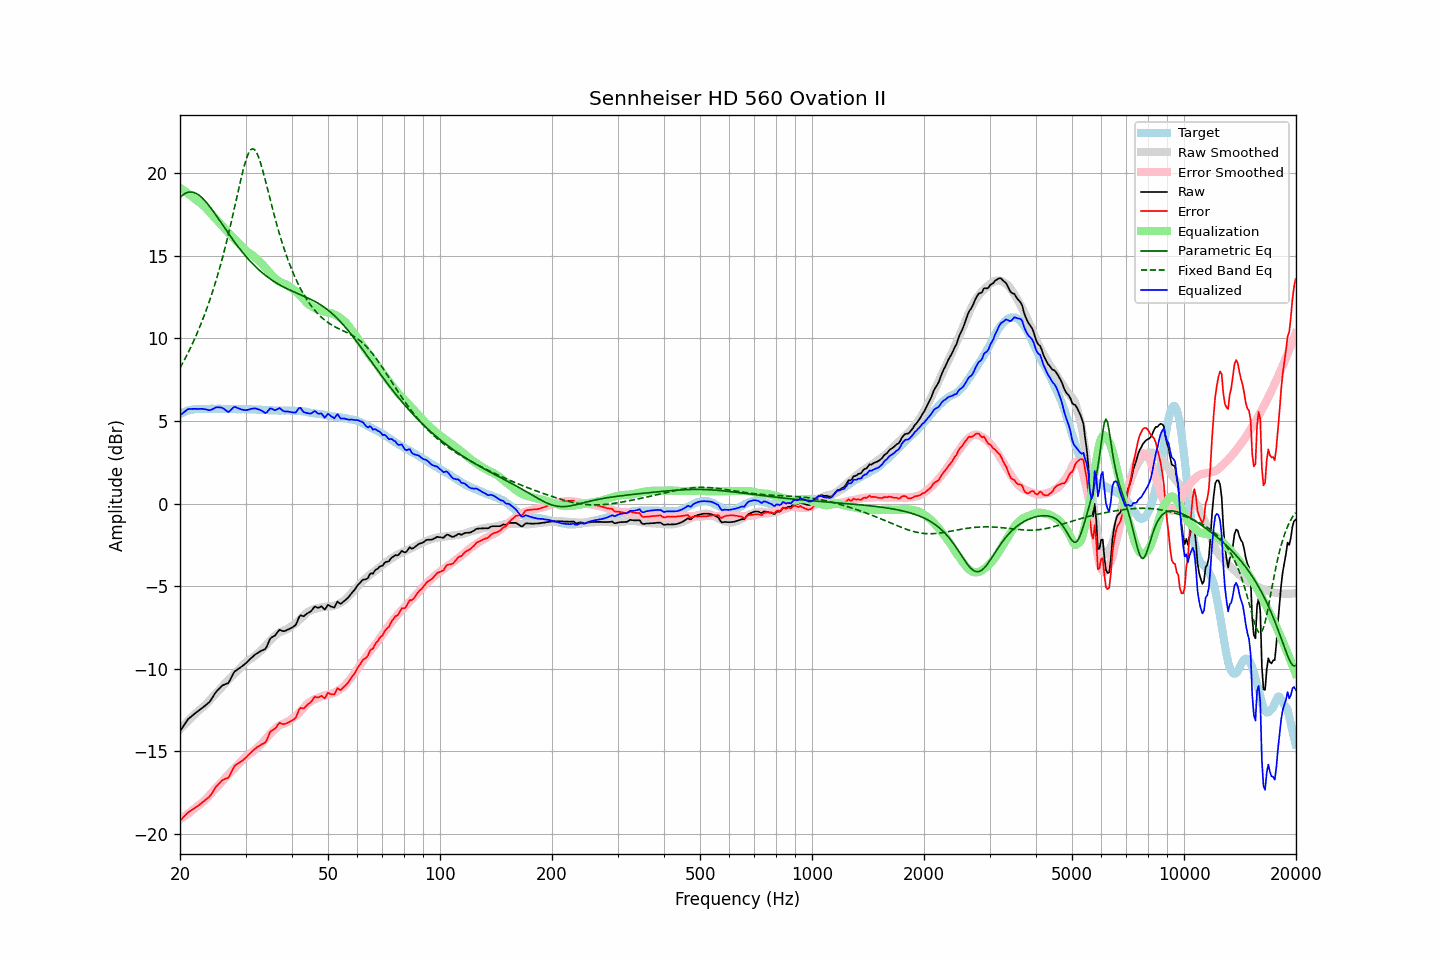 Sennheiser HD 560 Ovation II
Amplitude (dBr)
20
15
10
5
0
−5
−10
−15
−20
Target
Raw Smoothed
Error Smoothed
Raw
Error
Equalization
Parametric Eq
Fixed Band Eq
Equalized
20
50
100
200
500
1000
2000
5000
10000
20000
Frequency (Hz)